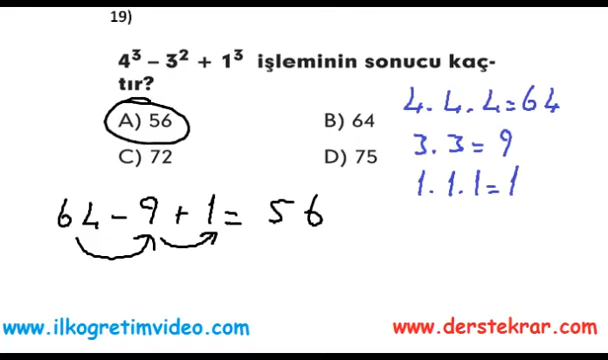 19)
4³ – 3² + 1³ işleminin sonucu kaç-
tır?
A) 56
B) 64
C) 72
D) 75
4. 4. 4=64
3. 3= 9
1. 1. 1=1
64 - 9 + 1 = 56
www.ilkogretimvideo.com
www.derstekrar.com